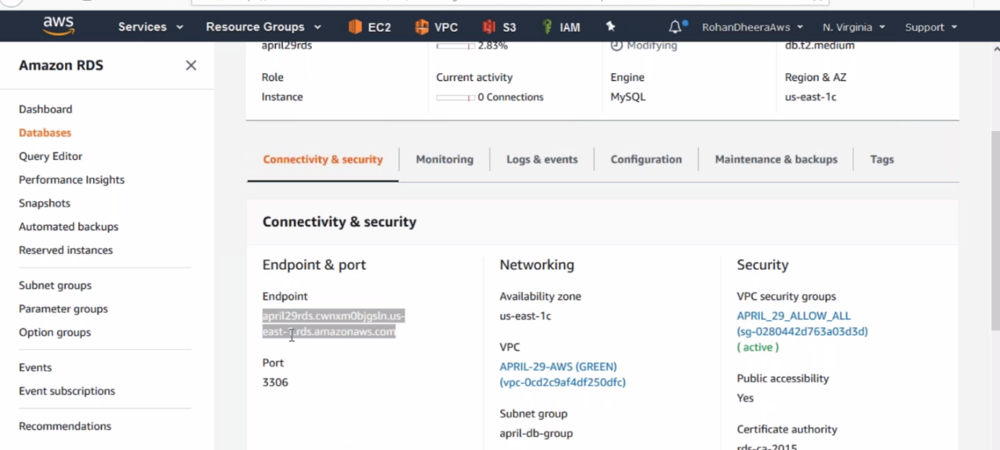 aws Services Resource Groups EC2 VPC S3 IAM RohanDheeraAws N. Virginia Support
Amazon RDS
Dashboard
Databases
Query Editor
Performance Insights
Snapshots
Automated backups
Reserved instances
Subnet groups
Parameter groups
Option groups
Events
Event subscriptions
Recommendations
april29rds 2.83% Modifying db.t2.medium
Role Current activity Engine Region & AZ
Instance 0 Connections MySQL us-east-1c
Connectivity & security Monitoring Logs & events Configuration Maintenance & backups Tags
Connectivity & security
Endpoint & port
Endpoint
april29rds.cwnxm0bjgsln.us-
east-1.rds.amazonaws.com
Port
3306
Networking
Availability zone
us-east-1c
VPC
APRIL-29-AWS (GREEN)
(vpc-0cd2c9af4df250dfc)
Subnet group
april-db-group
Security
VPC security groups
APRIL_29_ALLOW_ALL
(sg-0280442d763a03d3d)
( active )
Public accessibility
Yes
Certificate authority
rds-ca-2015